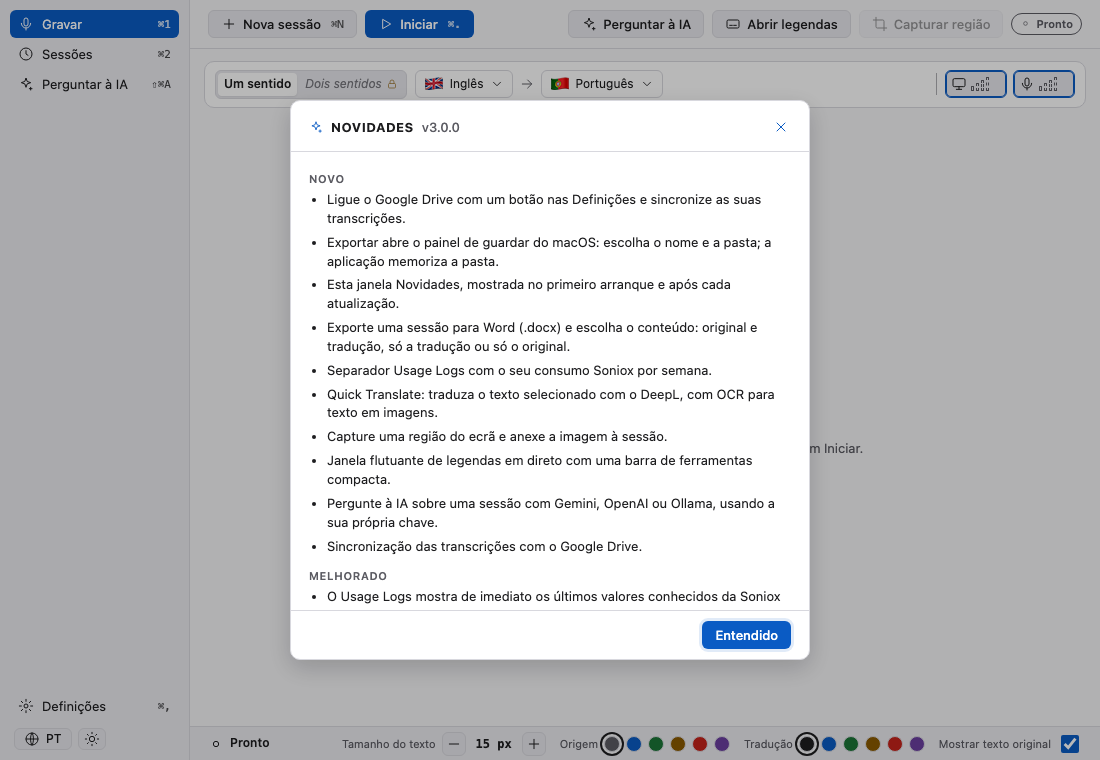 Gravar ⌘1
Nova sessão ⌘N
Iniciar
Perguntar à IA
Abrir legendas
Capturar região
Pronto
Sessões ⌘2
Perguntar à IA ⇧⌘A
Um sentido
Dois sentidos
Inglês
→
Português
NOVIDADES v3.0.0
NOVO
• Ligue o Google Drive com um botão nas Definições e sincronize as suas
transcrições.
• Exportar abre o painel de guardar do macOS: escolha o nome e a pasta; a
aplicação memoriza a pasta.
• Esta janela Novidades, mostrada no primeiro arranque e após cada
atualização.
• Exporte uma sessão para Word (.docx) e escolha o conteúdo: original e
tradução, só a tradução ou só o original.
• Separador Usage Logs com o seu consumo Soniox por semana.
• Quick Translate: traduza o texto selecionado com o DeepL, com OCR para
texto em imagens.
• Capture uma região do ecrã e anexe a imagem à sessão.
m Iniciar.
• Janela flutuante de legendas em direto com uma barra de ferramentas
compacta.
• Pergunte à IA sobre uma sessão com Gemini, OpenAI ou Ollama, usando a
sua própria chave.
• Sincronização das transcrições com o Google Drive.
MELHORADO
• O Usage Logs mostra de imediato os últimos valores conhecidos da Soniox
Entendido
Definições ⌘,
PT
Pronto
Tamanho do texto − 15 px +
Origem
Tradução
Mostrar texto original